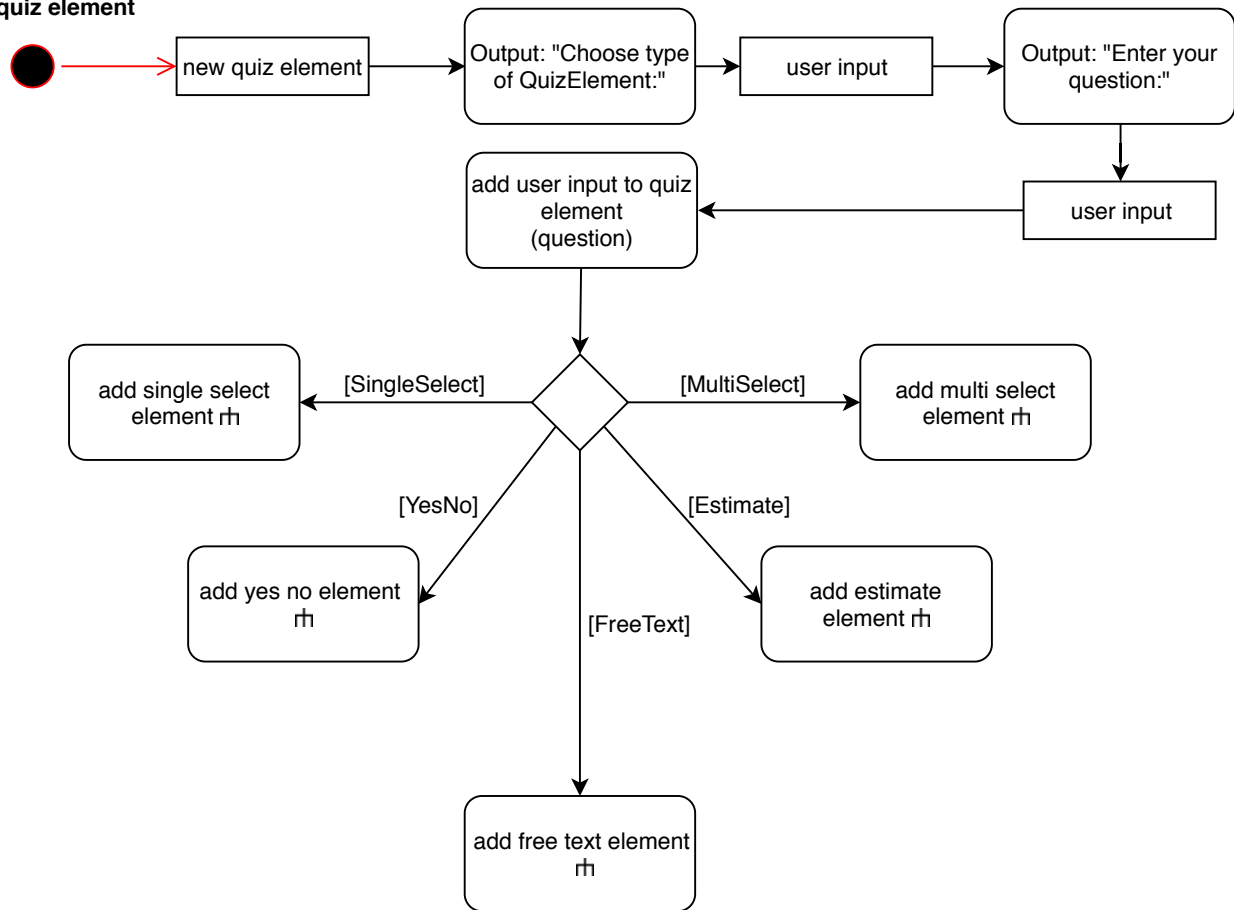 quiz element
new quiz element
Output: "Choose type
of QuizElement:"
user input
Output: "Enter your
question:"
add user input to quiz
element
(question)
user input
add single select
element
[SingleSelect]
[MultiSelect]
add multi select
element
[YesNo]
[Estimate]
add yes no element
[FreeText]
add estimate
element
add free text element